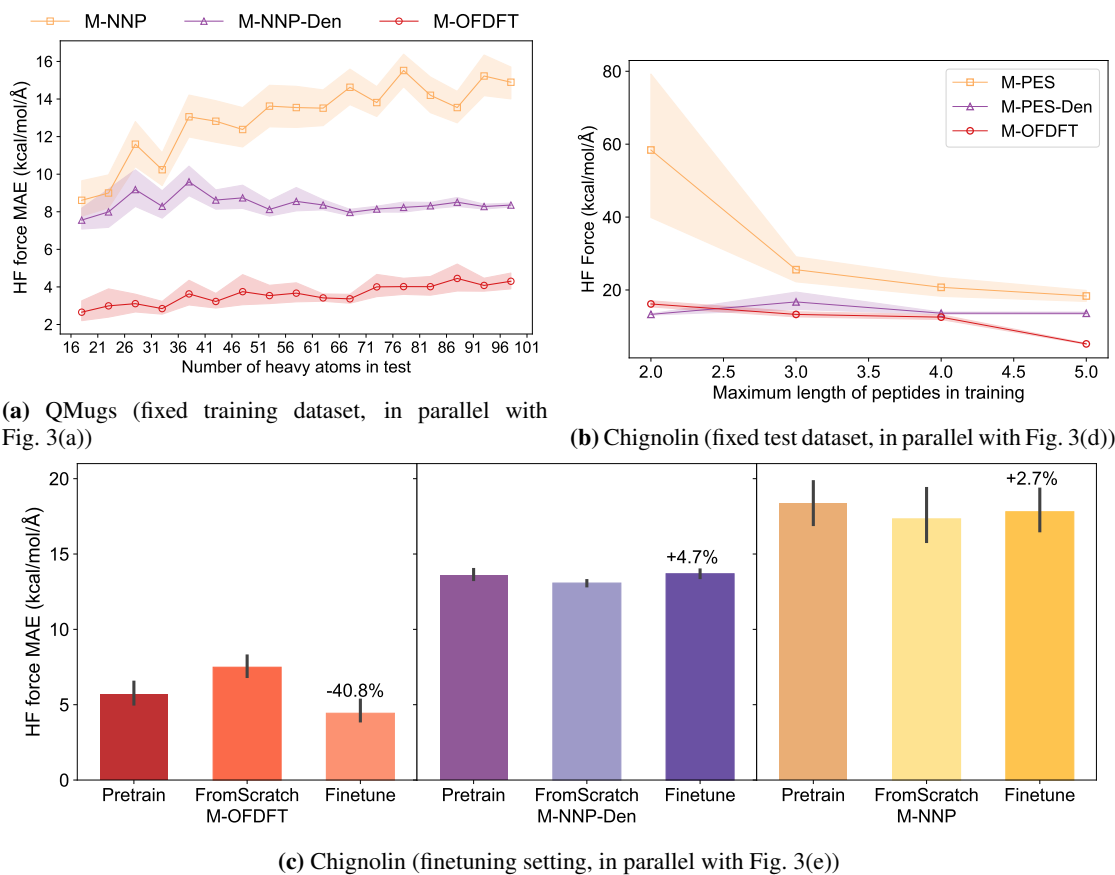 M-NNP M-NNP-Den M-OFDFT
HF force MAE (kcal/mol/Å)
16
14
12
10
8
6
4
2
16 21 26 31 36 41 46 51 56 61 66 71 76 81 86 91 96 101
Number of heavy atoms in test
(a) QMugs (fixed training dataset, in parallel with
Fig. 3(a))
HF Force (kcal/mol/Å)
80
60
40
20
M-PES
M-PES-Den
M-OFDFT
2.0 2.5 3.0 3.5 4.0 4.5 5.0
Maximum length of peptides in training
(b) Chignolin (fixed test dataset, in parallel with Fig. 3(d))
HF force MAE (kcal/mol/Å)
20
15
10
5
0
-40.8%
+4.7%
+2.7%
Pretrain FromScratch Finetune Pretrain FromScratch Finetune Pretrain FromScratch Finetune
M-OFDFT M-NNP-Den M-NNP
(c) Chignolin (finetuning setting, in parallel with Fig. 3(e))